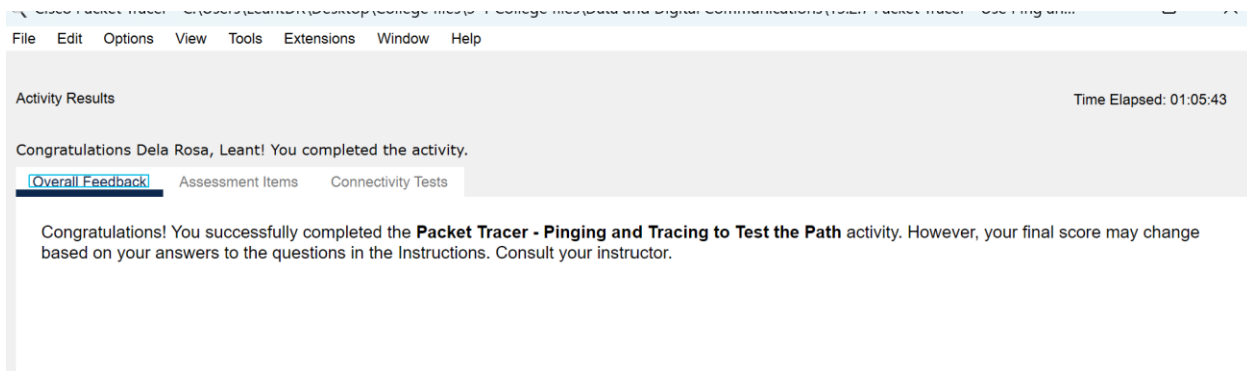 File Edit Options View Tools Extensions Window Help
Activity Results
Time Elapsed: 01:05:43
Congratulations Dela Rosa, Leant! You completed the activity.
Overall Feedback Assessment Items Connectivity Tests
Congratulations! You successfully completed the Packet Tracer - Pinging and Tracing to Test the Path activity. However, your final score may change
based on your answers to the questions in the Instructions. Consult your instructor.